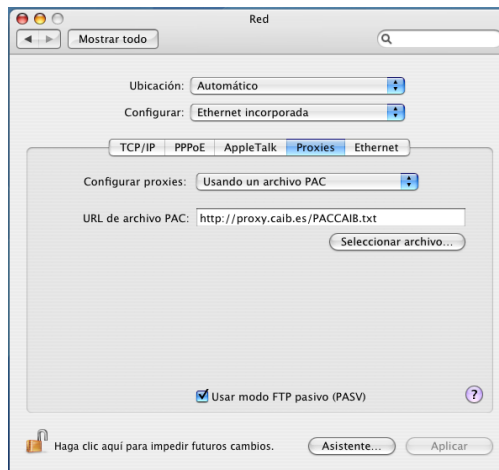 Red
Mostrar todo
Ubicación: Automático
Configurar: Ethernet incorporada
TCP/IP PPPoE AppleTalk Proxies Ethernet
Configurar proxies: Usando un archivo PAC
URL de archivo PAC: http://proxy.caib.es/PACCAIB.txt
Seleccionar archivo...
Usar modo FTP pasivo (PASV) ?
Haga clic aquí para impedir futuros cambios. Asistente... Aplicar